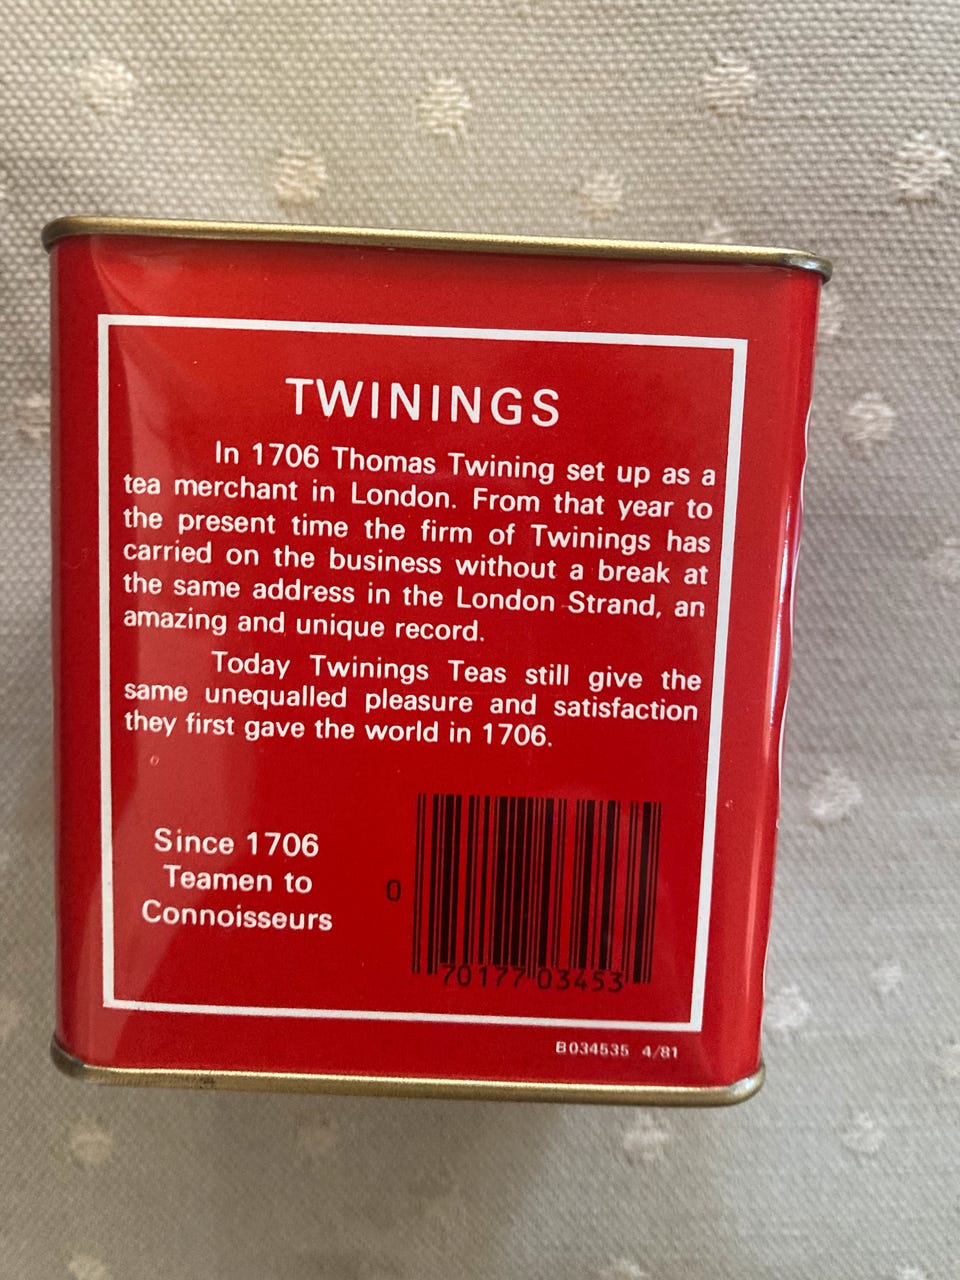 TWININGS
In 1706 Thomas Twining set up as a
tea merchant in London. From that year to
the present time the firm of Twinings has
carried on the business without a break at
the same address in the London Strand, an
amazing and unique record.
Today Twinings Teas still give the
same unequalled pleasure and satisfaction
they first gave the world in 1706.
Since 1706
Teamen to
Connoisseurs
0
70177 03453
B034535 4/81